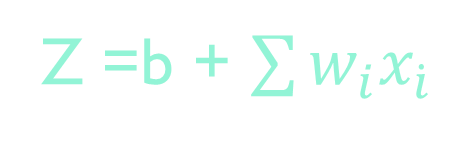 Z =b + ∑ wᵢxᵢ